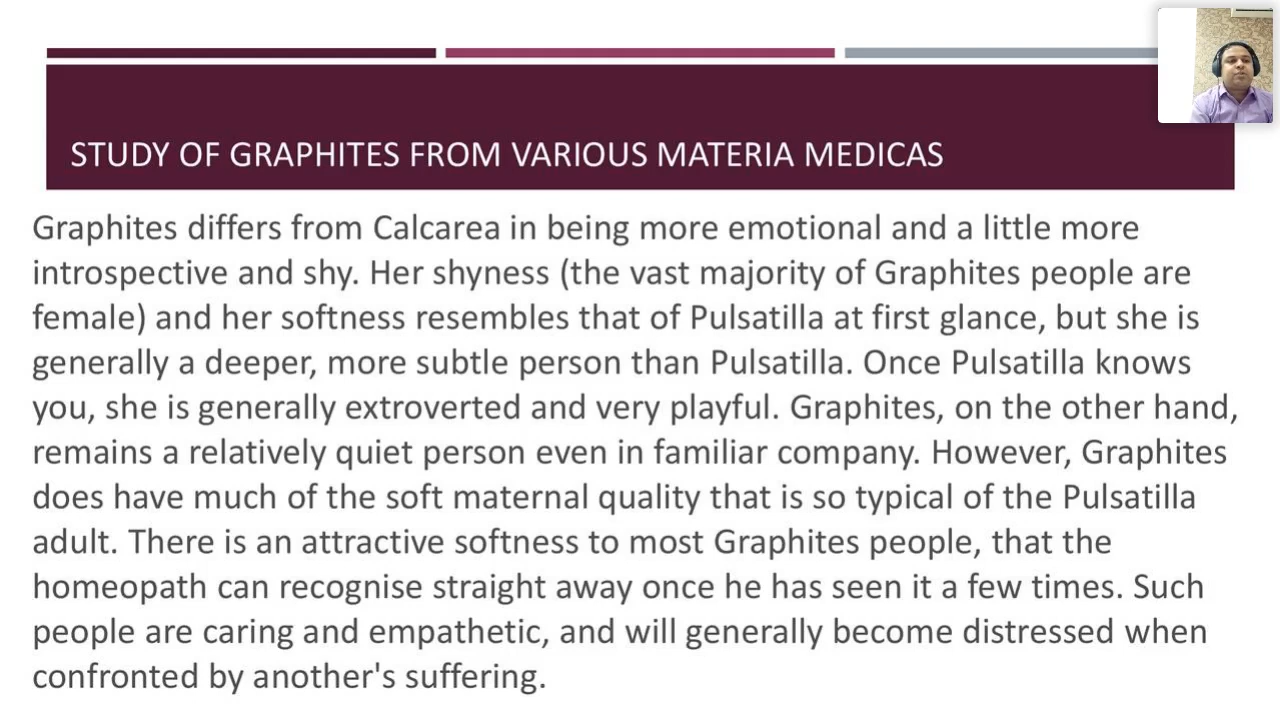 STUDY OF GRAPHITES FROM VARIOUS MATERIA MEDICAS
Graphites differs from Calcarea in being more emotional and a little more
introspective and shy. Her shyness (the vast majority of Graphites people are
female) and her softness resembles that of Pulsatilla at first glance, but she is
generally a deeper, more subtle person than Pulsatilla. Once Pulsatilla knows
you, she is generally extroverted and very playful. Graphites, on the other hand,
remains a relatively quiet person even in familiar company. However, Graphites
does have much of the soft maternal quality that is so typical of the Pulsatilla
adult. There is an attractive softness to most Graphites people, that the
homeopath can recognise straight away once he has seen it a few times. Such
people are caring and empathetic, and will generally become distressed when
confronted by another's suffering.